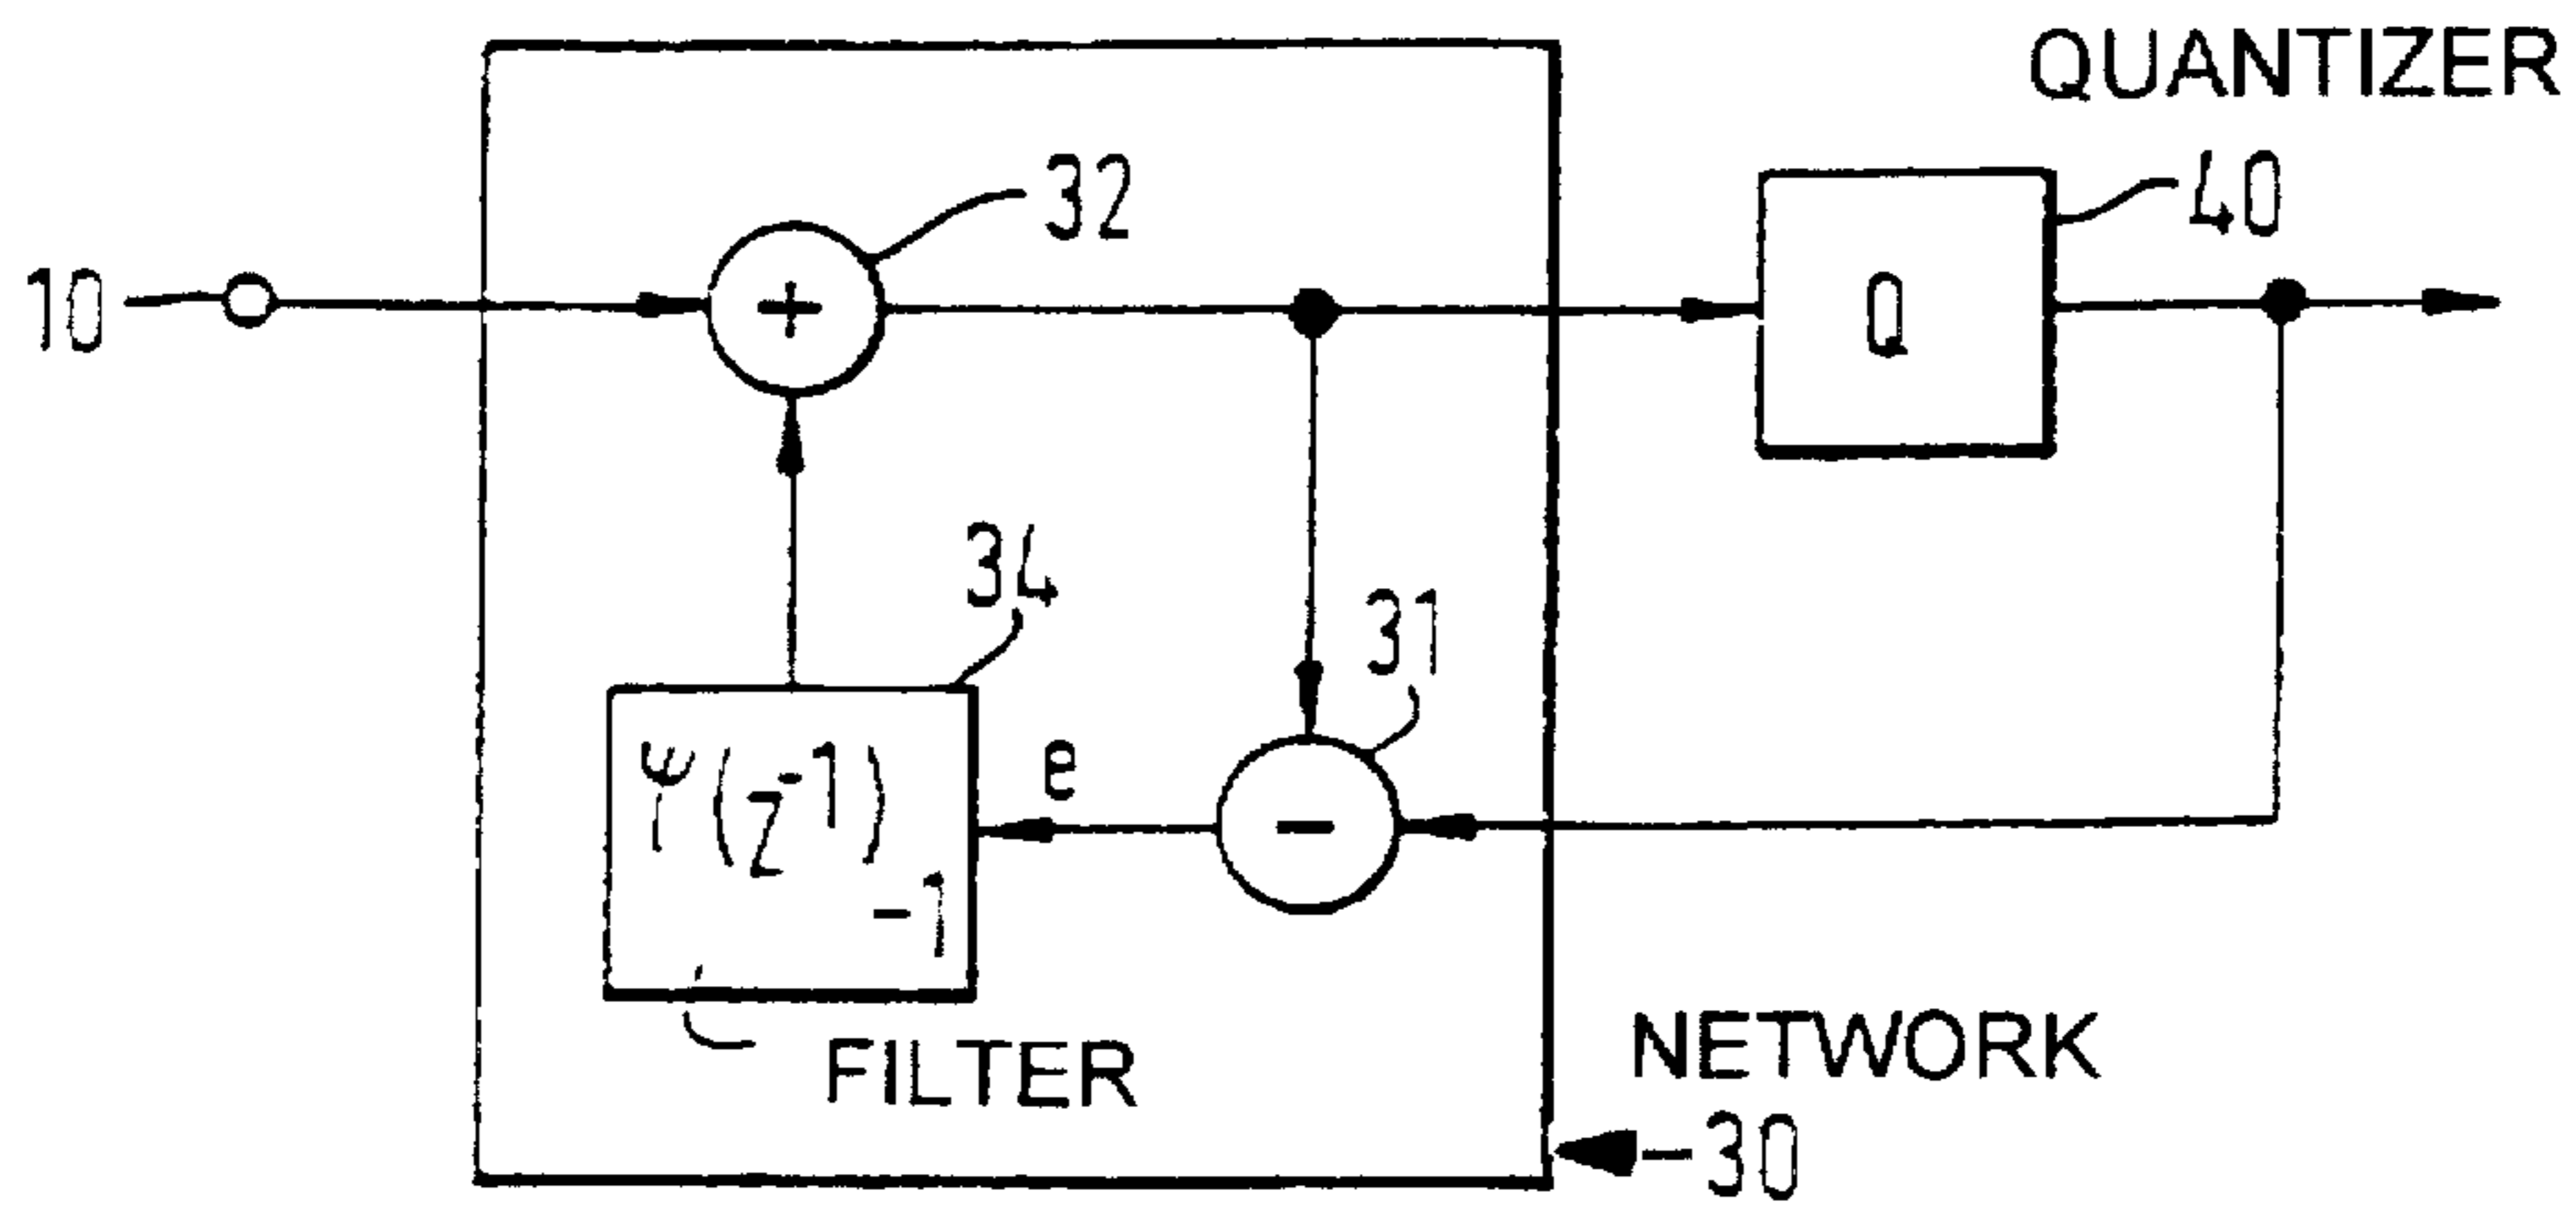 QUANTIZER
32
40
10
+
Q
34
31
e
Ψ(Z⁻¹)
-1
-
FILTER
NETWORK
30